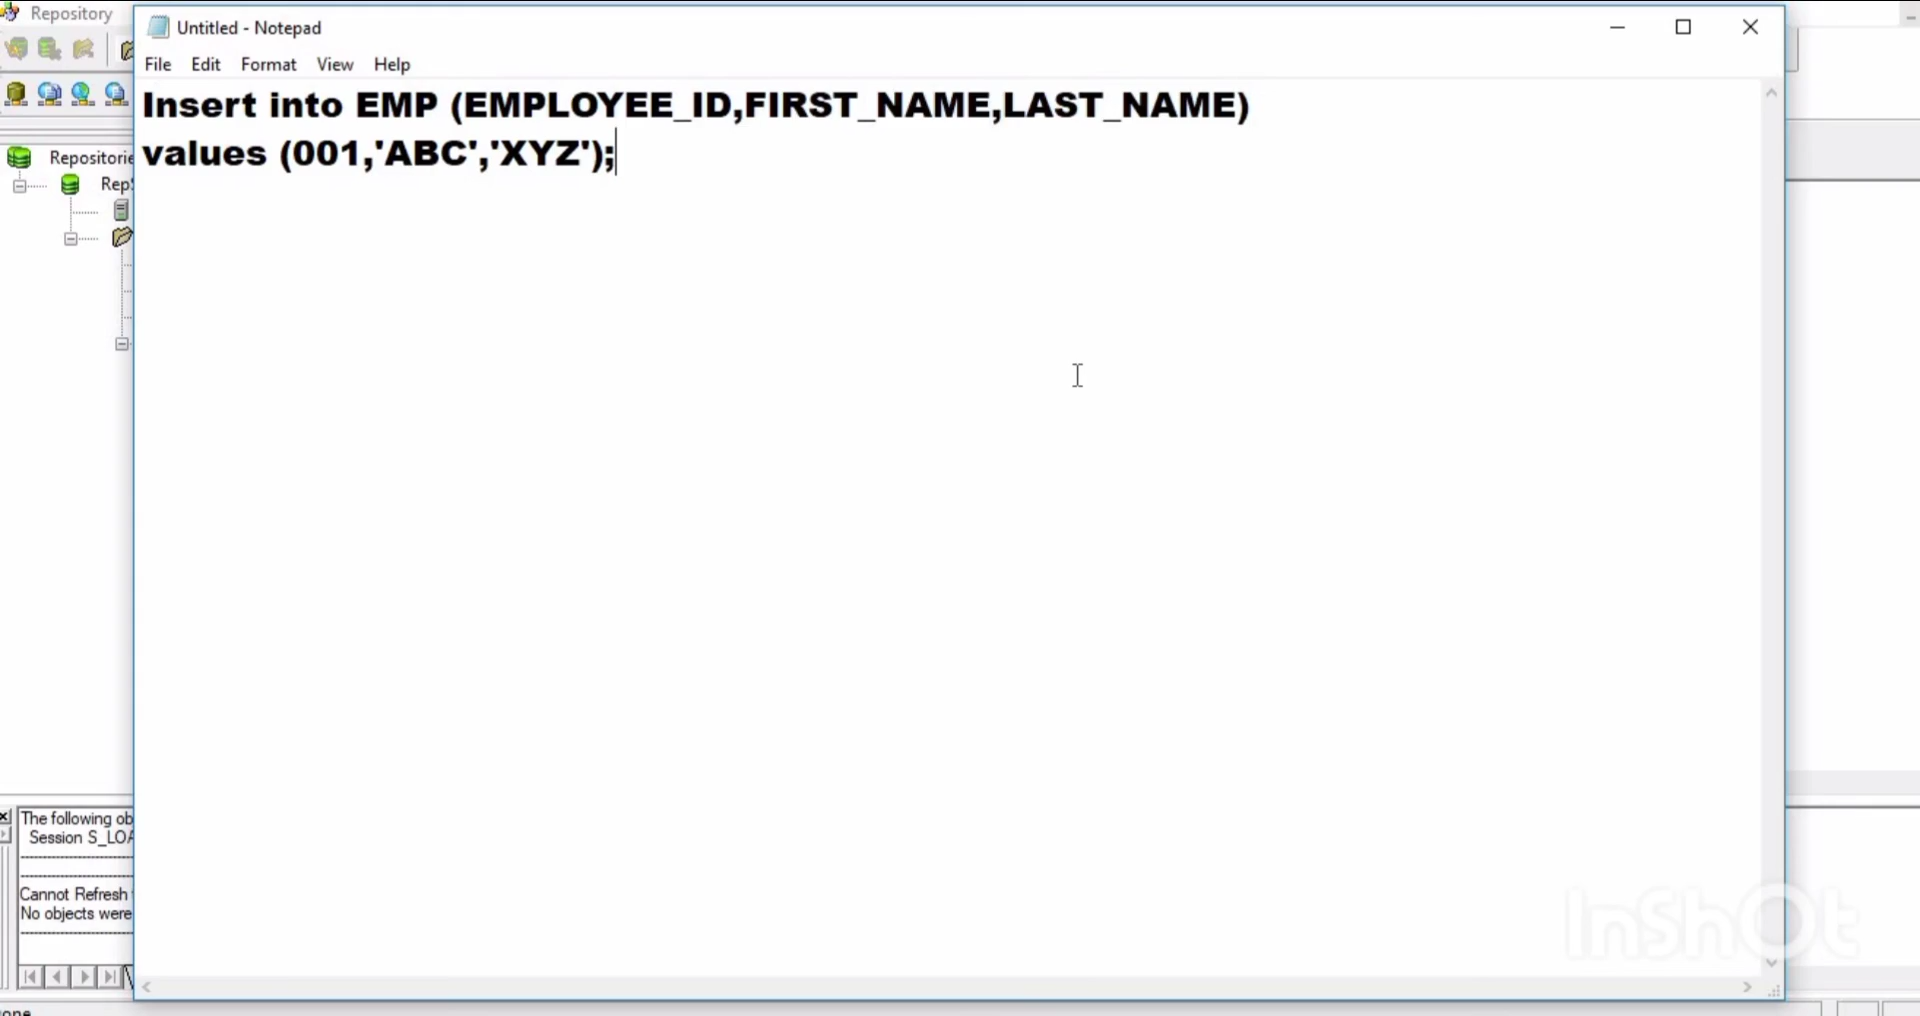 Repository
Untitled - Notepad
File Edit Format View Help
Insert into EMP (EMPLOYEE_ID,FIRST_NAME,LAST_NAME)
values (001,'ABC','XYZ');
Repositorie
Rep
The following ob
Session S_LOA
Cannot Refresh
No objects were
InShOt